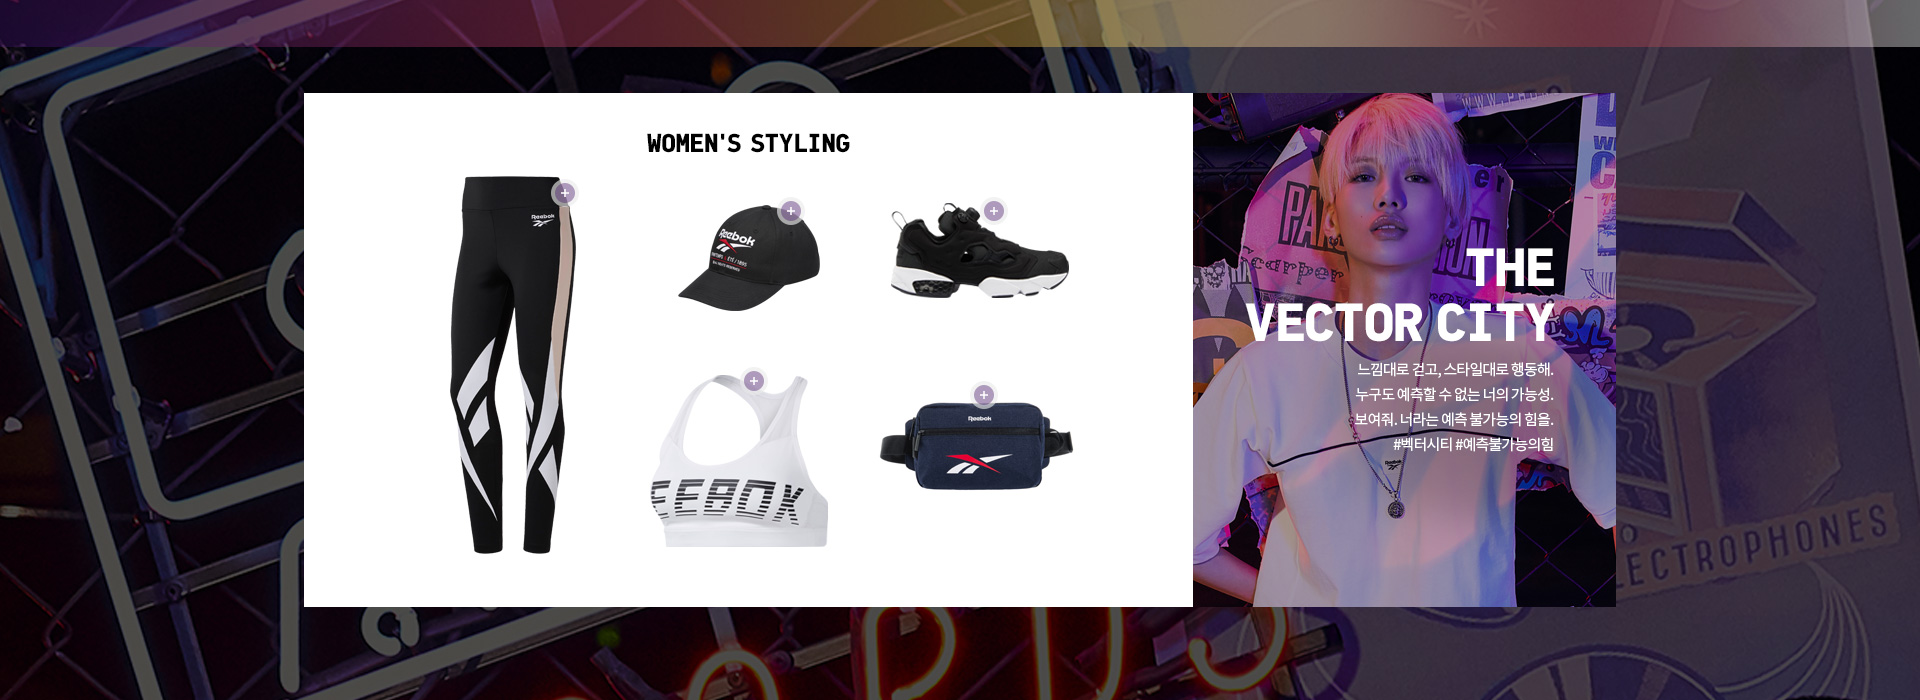 WOMEN'S STYLING
Reebok
Reebok
EEBOK
Reebok
THE
VECTOR CITY
느낌대로 걷고, 스타일대로 행동해.
누구도 예측할 수 없는 너의 가능성.
보여줘. 너라는 예측 불가능의 힘을.
#벡터시티 #예측불가능의힘
Reebok
LECTROPHONES